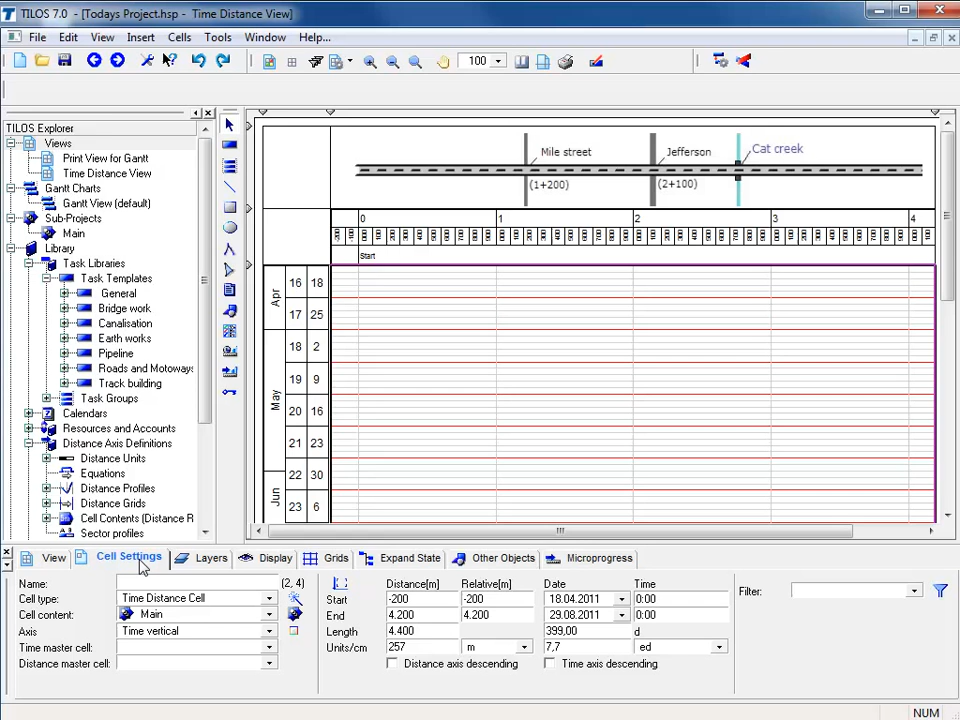 TILOS 7.0 - [Todays Project.hsp - Time Distance View]
File Edit View Insert Cells Tools Window Help...
100
TILOS Explorer
Views
Print View for Gantt
Time Distance View
Gantt Charts
Gantt View (default)
Sub-Projects
Main
Library
Task Libraries
Task Templates
General
Bridge work
Canalisation
Earth works
Pipeline
Roads and Motoways
Track building
Task Groups
Calendars
Resources and Accounts
Distance Axis Definitions
Distance Units
Equations
Distance Profiles
Distance Grids
Cell Contents (Distance R
Sector profiles
Mile street Jefferson Cat creek
(1+200) (2+100)
0 1 2 3 4
Start
Apr 16 18
17 25
May 18 2
19 9
20 16
21 23
22 30
Jun 23 6
View Cell Settings Layers Display Grids Expand State Other Objects Microprogress
Name: (2, 4) Distance[m] Relative[m] Date Time Filter:
Cell type: Time Distance Cell Start -200 -200 18.04.2011 0:00
Cell content: Main End 4.200 4.200 29.08.2011 0:00
Axis Time vertical Length 4.400 399,00 d
Time master cell: Units/cm 257 m 7,7 ed
Distance master cell: Distance axis descending Time axis descending
NUM